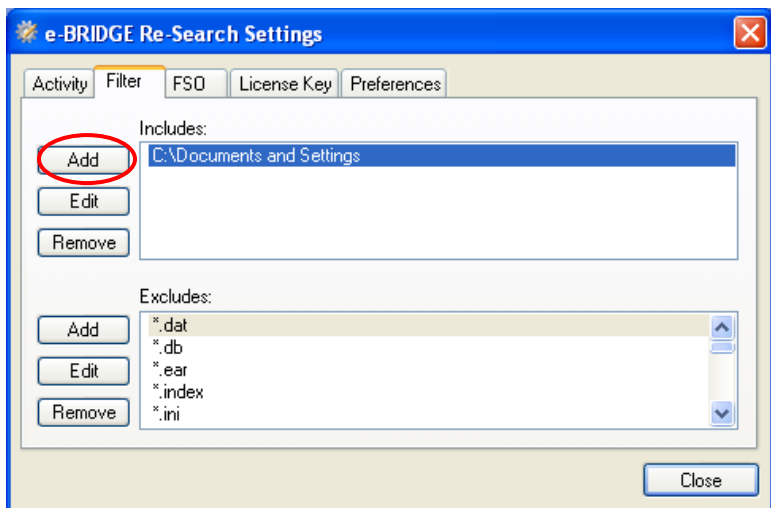 e-BRIDGE Re-Search Settings
Activity Filter FSO License Key Preferences
Includes:
Add
C:\Documents and Settings
Edit
Remove
Excludes:
Add
*.dat
*.db
Edit
*.ear
*.index
Remove
*.ini
Close